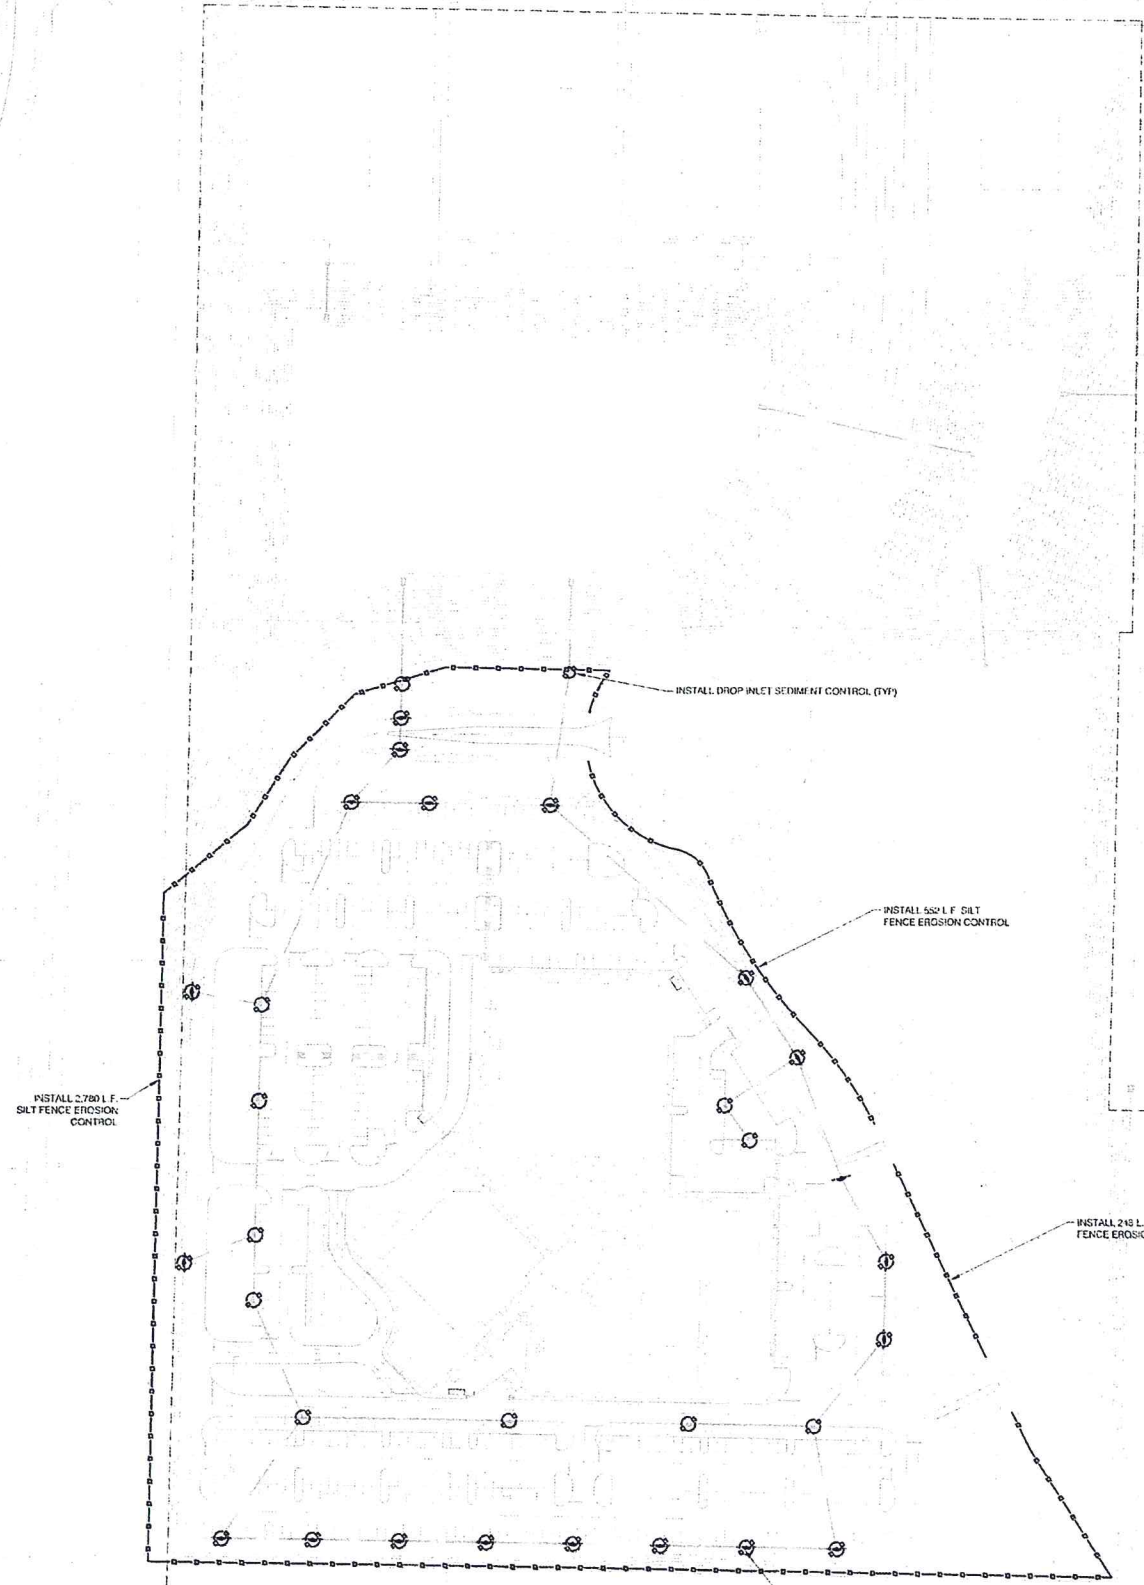 INSTALL DROP INLET SEDIMENT CONTROL (TYP)
INSTALL 552 L.F. SILT
FENCE EROSION CONTROL
INSTALL 2,780 L.F.
SILT FENCE EROSION
CONTROL
INSTALL 248 L.
FENCE EROSIO